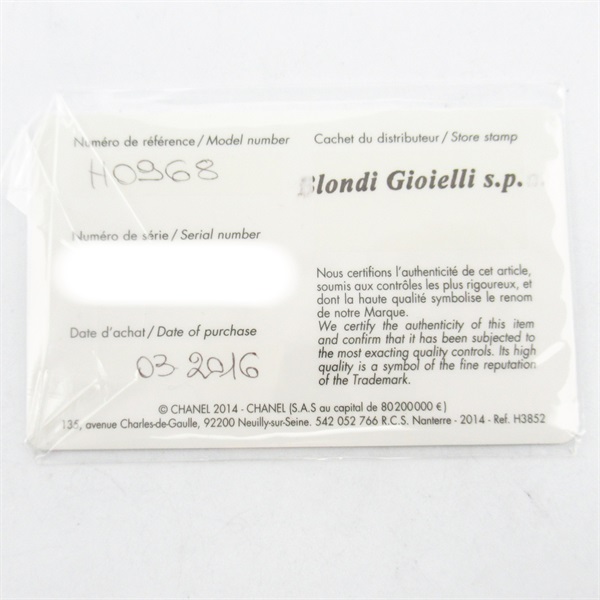 Numéro de référence / Model number
H0968
Cachet du distributeur / Store stamp
Blondi Gioielli s.p.
Numéro de série / Serial number
Nous certifions l'authenticité de cet article,
soumis aux contrôles les plus rigoureux, et
dont la haute qualité symbolise le renom
de notre Marque.
We certify the authenticity of this item
and confirm that it has been subjected to
the most exacting quality controls. Its high
quality is a symbol of the fine reputation
of the Trademark.
Date d'achat / Date of purchase
03.2016
© CHANEL 2014 - CHANEL (S.A.S au capital de 80200000 €)
135, avenue Charles-de-Gaulle, 92200 Neuilly-sur-Seine. 542 052 766 R.C.S. Nanterre - 2014 - Ref. H3852